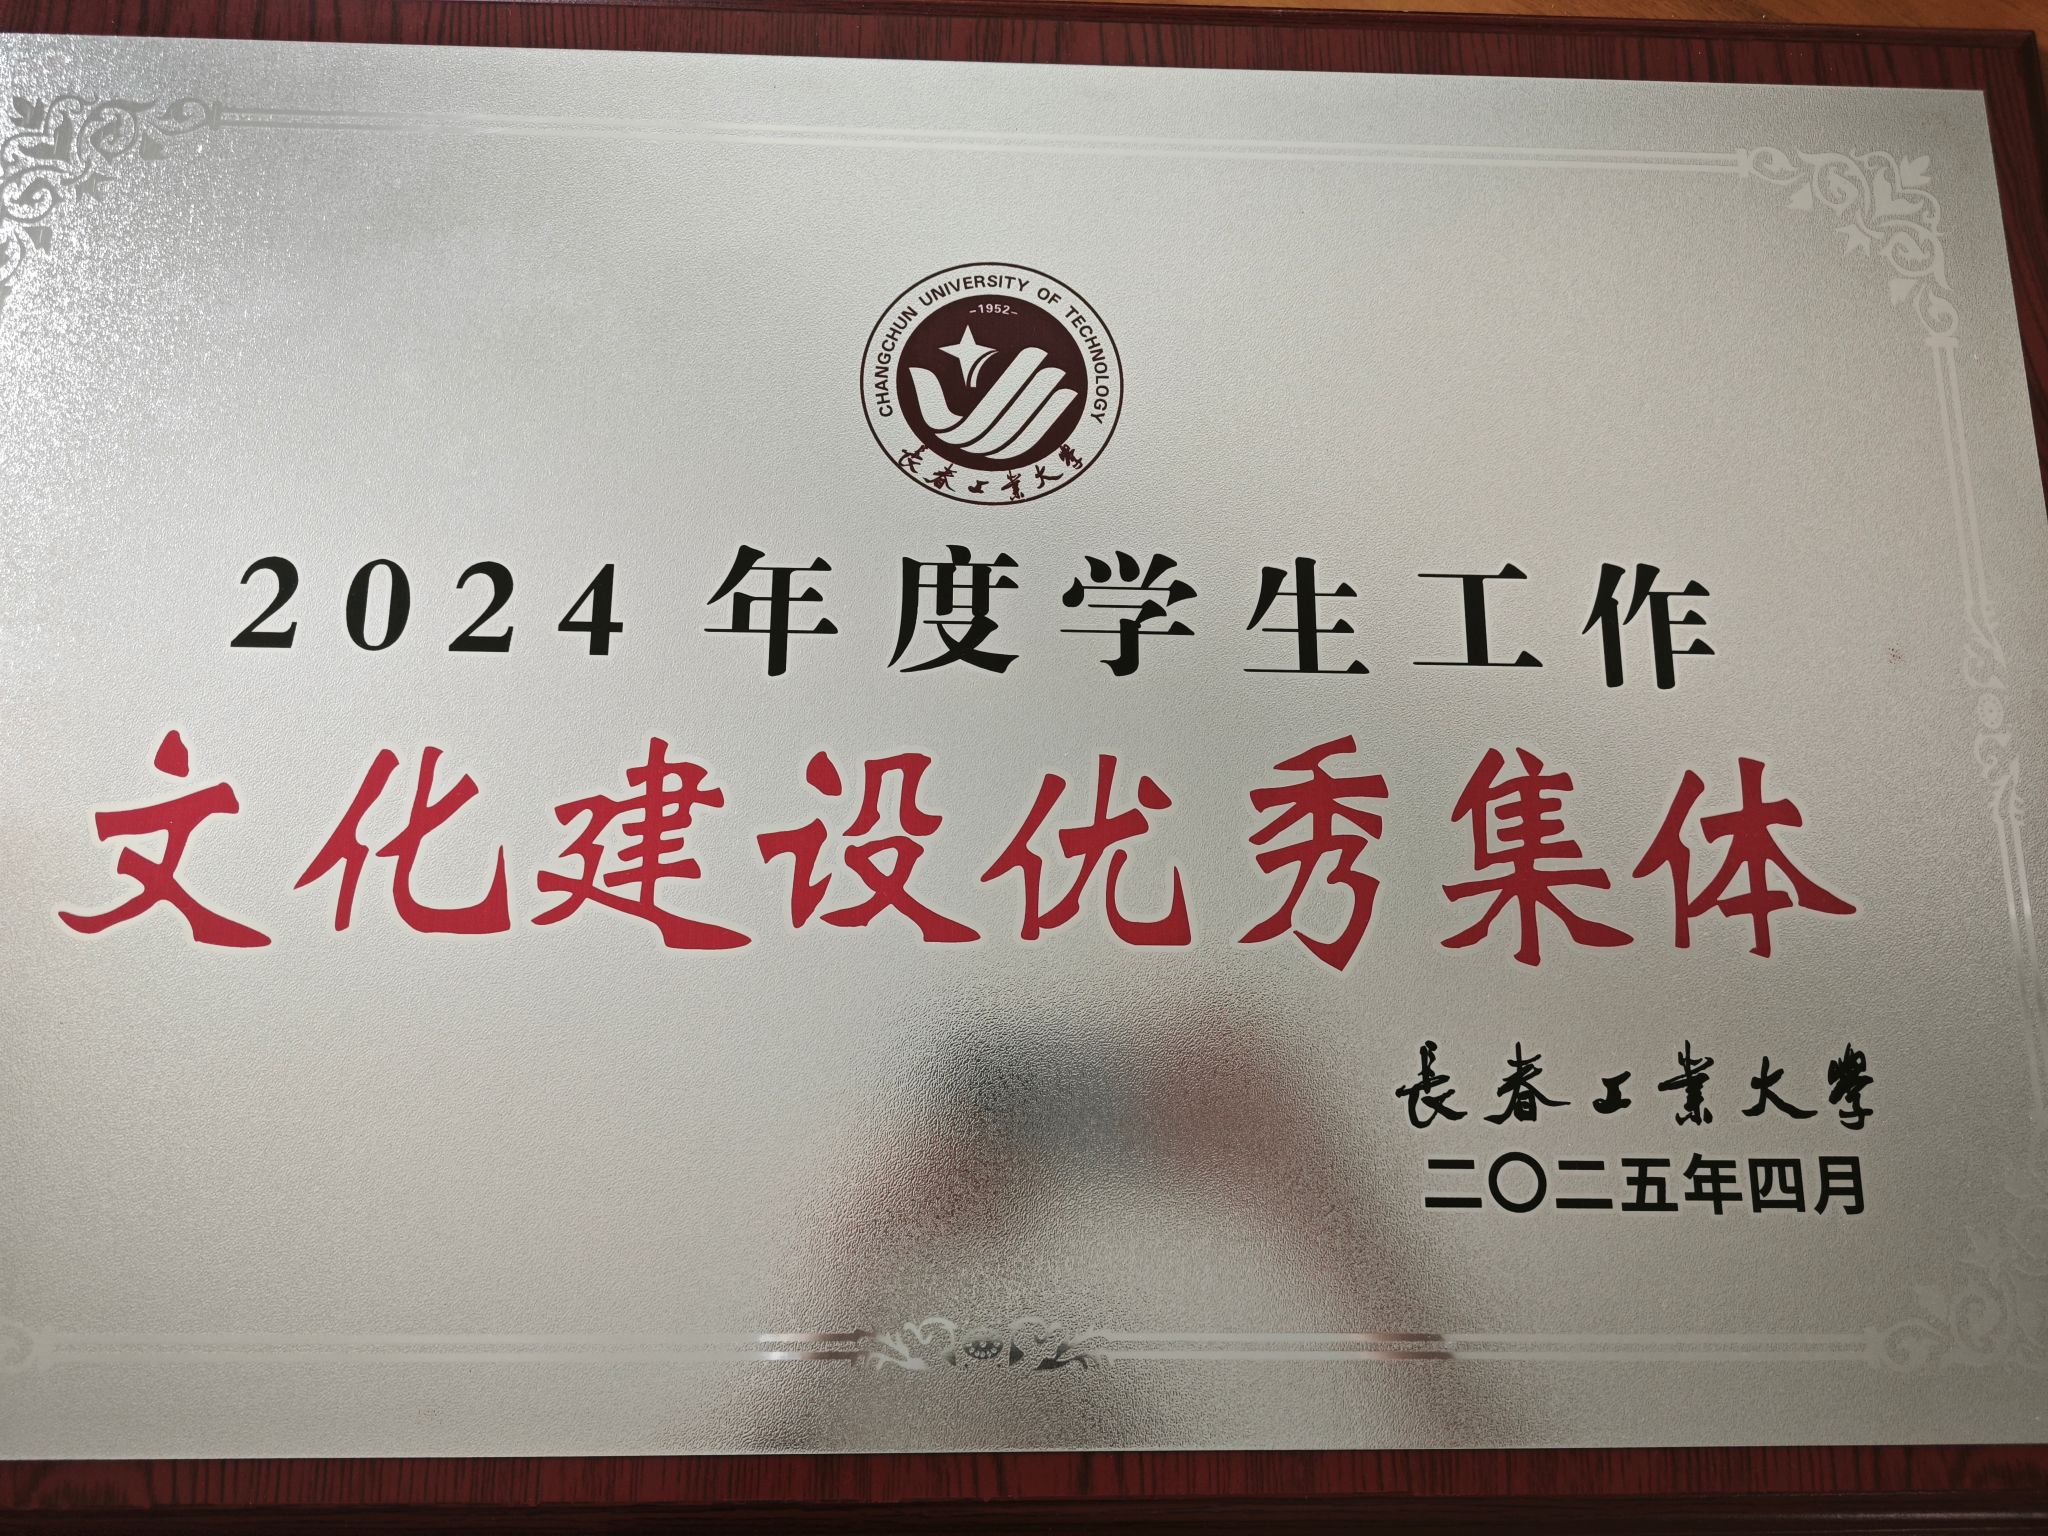 CHANGCHUN UNIVERSITY OF TECHNOLOGY
-1952-
長春工業大學
2024年度学生工作
文化建设优秀集体
長春工業大學
二〇二五年四月